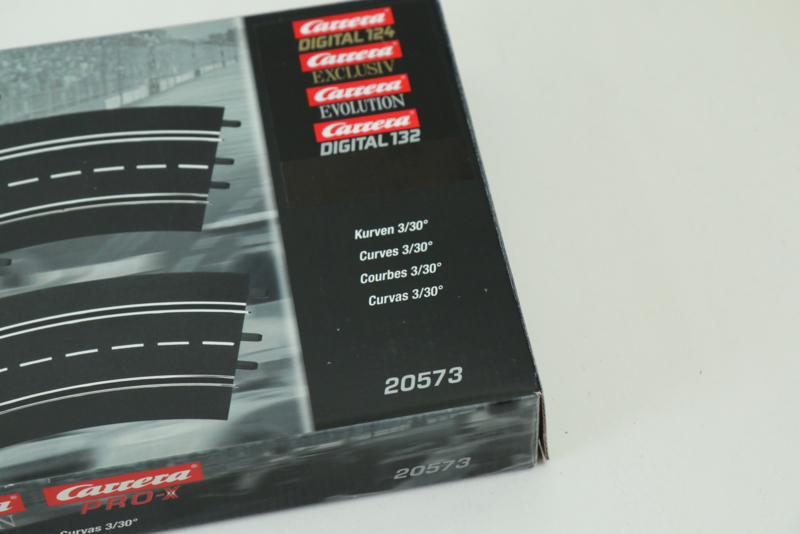 Carrera
DIGITAL 124
Carrera
EXCLUSIV
Carrera
EVOLUTION
Carrera
DIGITAL 132
Kurven 3/30°
Curves 3/30°
Courbes 3/30°
Curvas 3/30°
20573
20573
Carrera
PRO-X
Curvas 3/30°